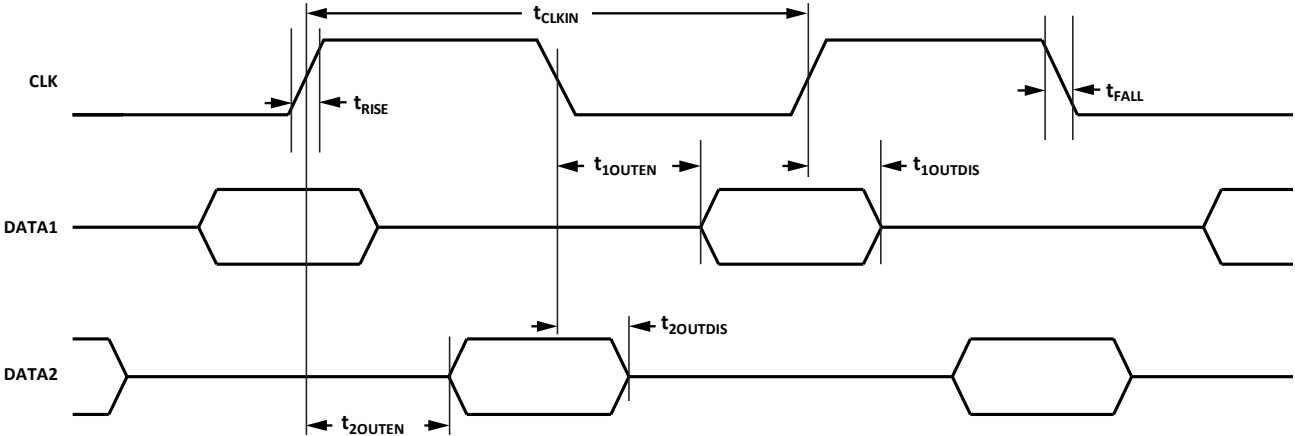 tCLKIN
CLK
tRISE
tFALL
t1OUTEN
t1OUTDIS
DATA1
t2OUTDIS
DATA2
t2OUTEN